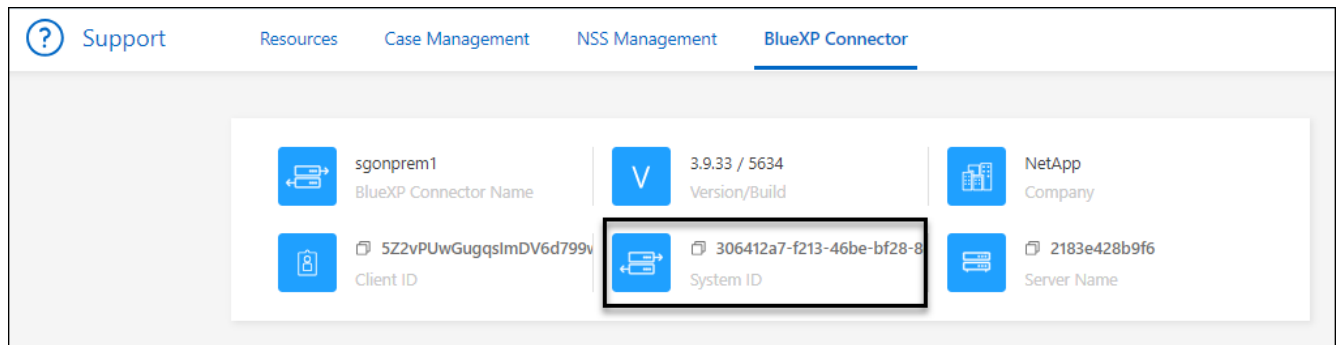 ? Support Resources Case Management NSS Management BlueXP Connector
sgonprem1 3.9.33 / 5634 NetApp
BlueXP Connector Name V Version/Build Company
5Z2vPUwGugqsImDV6d799 306412a7-f213-46be-bf28-8 2183e428b9f6
Client ID System ID Server Name